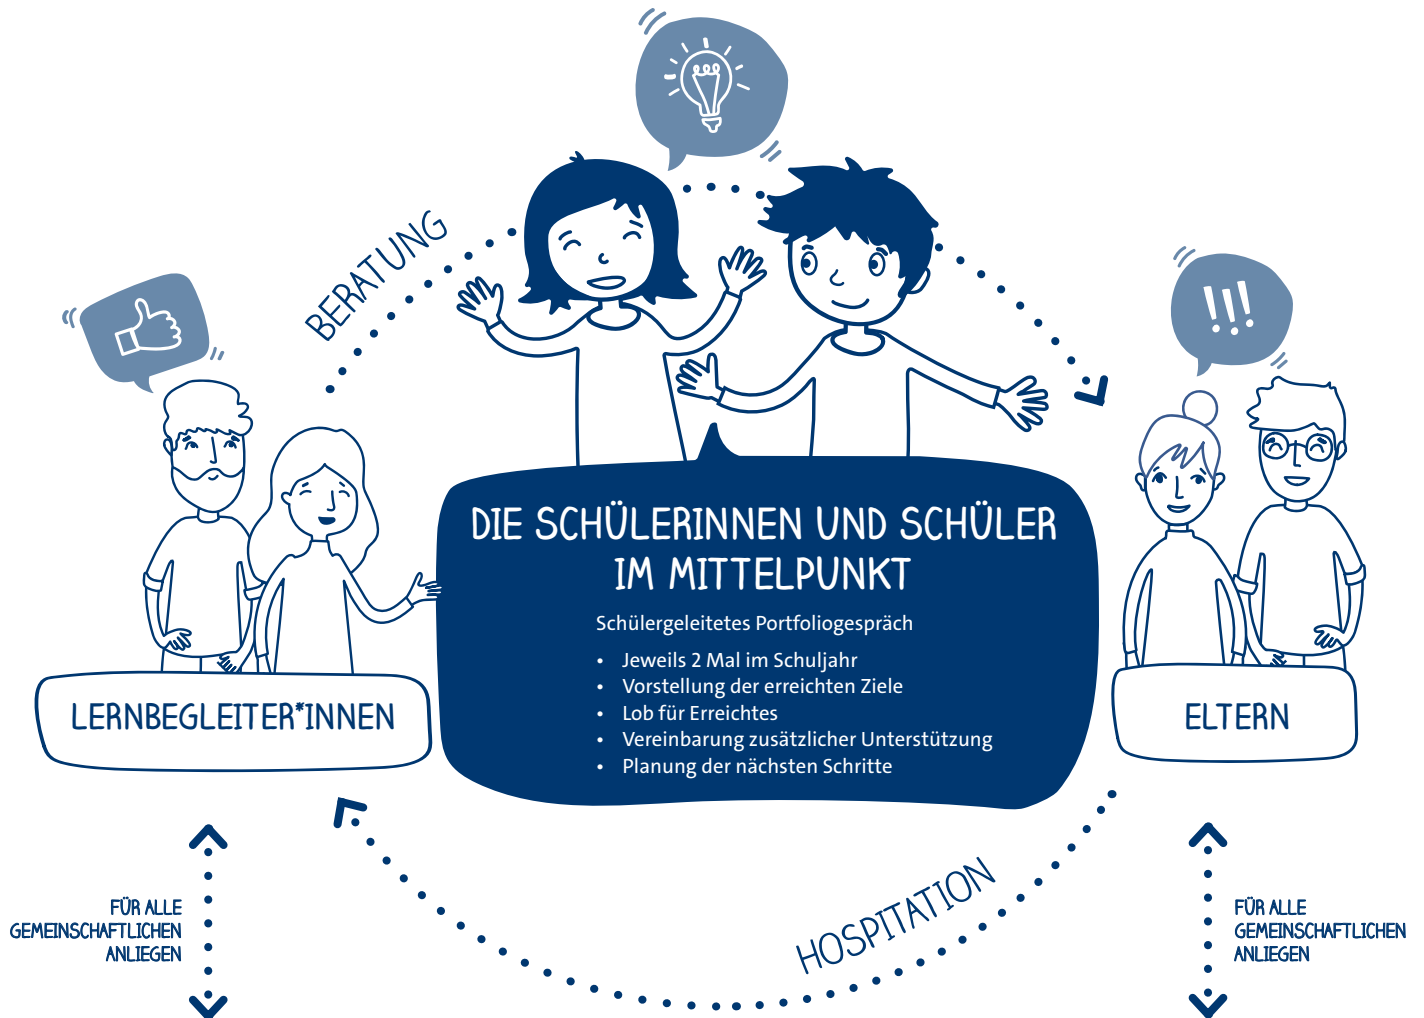 BERATUNG
!!!
DIE SCHÜLERINNEN UND SCHÜLER
IM MITTELPUNKT
Schülergeleitetes Portfoliogespräch
• Jeweils 2 Mal im Schuljahr
• Vorstellung der erreichten Ziele
• Lob für Erreichtes
• Vereinbarung zusätzlicher Unterstützung
• Planung der nächsten Schritte
LERNBEGLEITER*INNEN
ELTERN
HOSPITATION
FÜR ALLE
GEMEINSCHAFTLICHEN
ANLIEGEN
FÜR ALLE
GEMEINSCHAFTLICHEN
ANLIEGEN